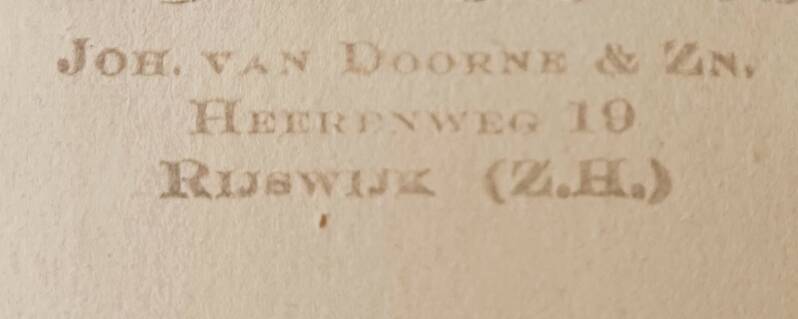 Joh. van Doorne & Zn.
Heerenweg 19
Rijswijk (Z.H.)